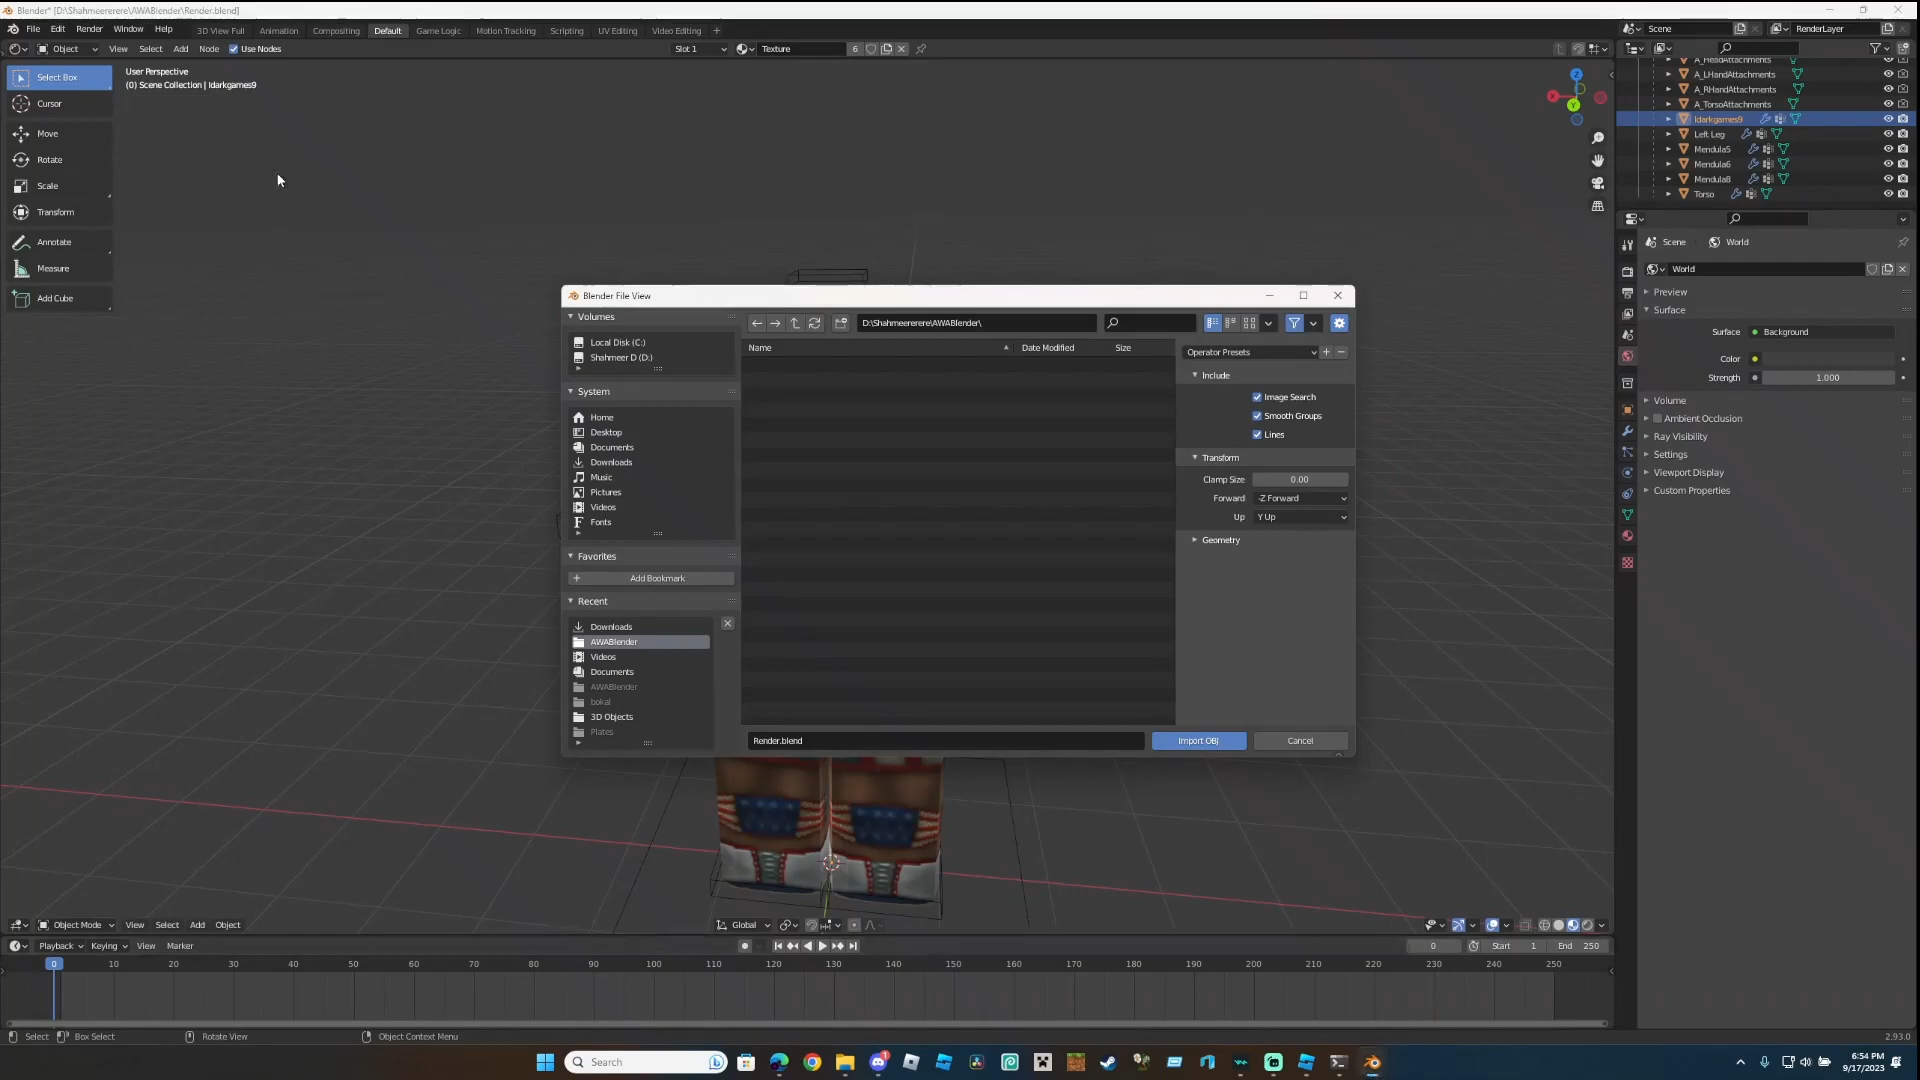 Blender* [D:\Shahmeererere\AWABlender\Render.blend]
File Edit Render Window Help 3D View Full Animation Compositing Default Game Logic Motion Tracking Scripting UV Editing Video Editing + Scene RenderLayer
Object View Select Add Node Use Nodes Slot 1 Texture 6
Select Box
Cursor
Move
Rotate
Scale
Transform
Annotate
Measure
Add Cube
User Perspective
(0) Scene Collection | Idarkgames9
Z
X
Y
A_HeadAttachments
A_LHandAttachments
A_RHandAttachments
A_TorsoAttachments
Idarkgames9
Left Leg
Mendula5
Mendula6
Mendula8
Torso
Scene World
World
Preview
Surface
Surface Background
Color
Strength 1.000
Volume
Ambient Occlusion
Ray Visibility
Settings
Viewport Display
Custom Properties
Blender File View
Volumes
Local Disk (C:)
Shahmeer D (D:)
System
Home
Desktop
Documents
Downloads
Music
Pictures
Videos
Fonts
Favorites
Add Bookmark
Recent
Downloads
AWABlender
Videos
Documents
AWABlender
bokal
3D Objects
Plates
D:\Shahmeererere\AWABlender\
Name Date Modified Size
Operator Presets
Include
Image Search
Smooth Groups
Lines
Transform
Clamp Size 0.00
Forward -Z Forward
Up Y Up
Geometry
Render.blend Import OBJ Cancel
Object Mode View Select Add Object Global
Playback Keying View Marker 0 Start 1 End 250
0 10 20 30 40 50 60 70 80 90 100 110 120 130 140 150 160 170 180 190 200 210 220 230 240 250
Select Box Select Rotate View Object Context Menu 2.93.0
Search
1
6:54 PM
9/17/2023